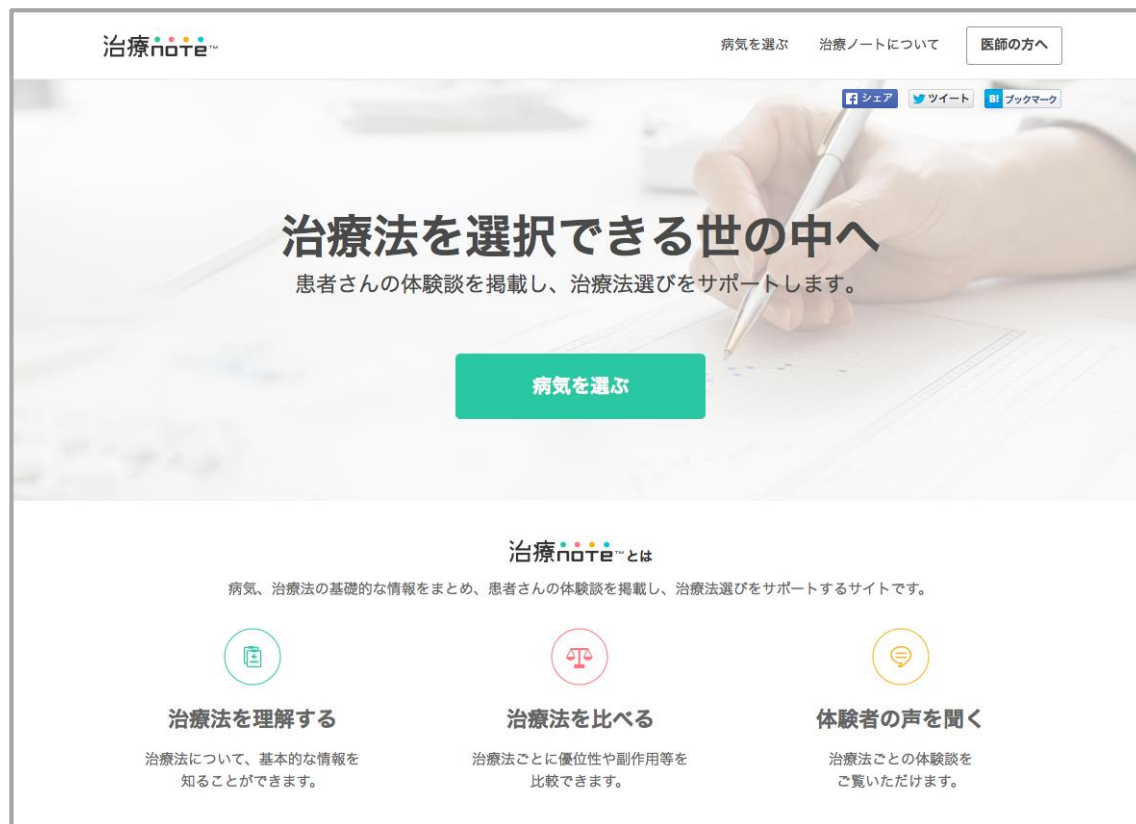 治療note™
病気を選ぶ
治療ノートについて
医師の方へ
シェア
ツイート
B! ブックマーク
治療法を選択できる世の中へ
患者さんの体験談を掲載し、治療法選びをサポートします。
病気を選ぶ
治療note™とは
病気、治療法の基礎的な情報をまとめ、患者さんの体験談を掲載し、治療法選びをサポートするサイトです。
治療法を理解する
治療法について、基本的な情報を
知ることができます。
治療法を比べる
治療法ごとに優位性や副作用等を
比較できます。
体験者の声を聞く
治療法ごとの体験談を
ご覧いただけます。